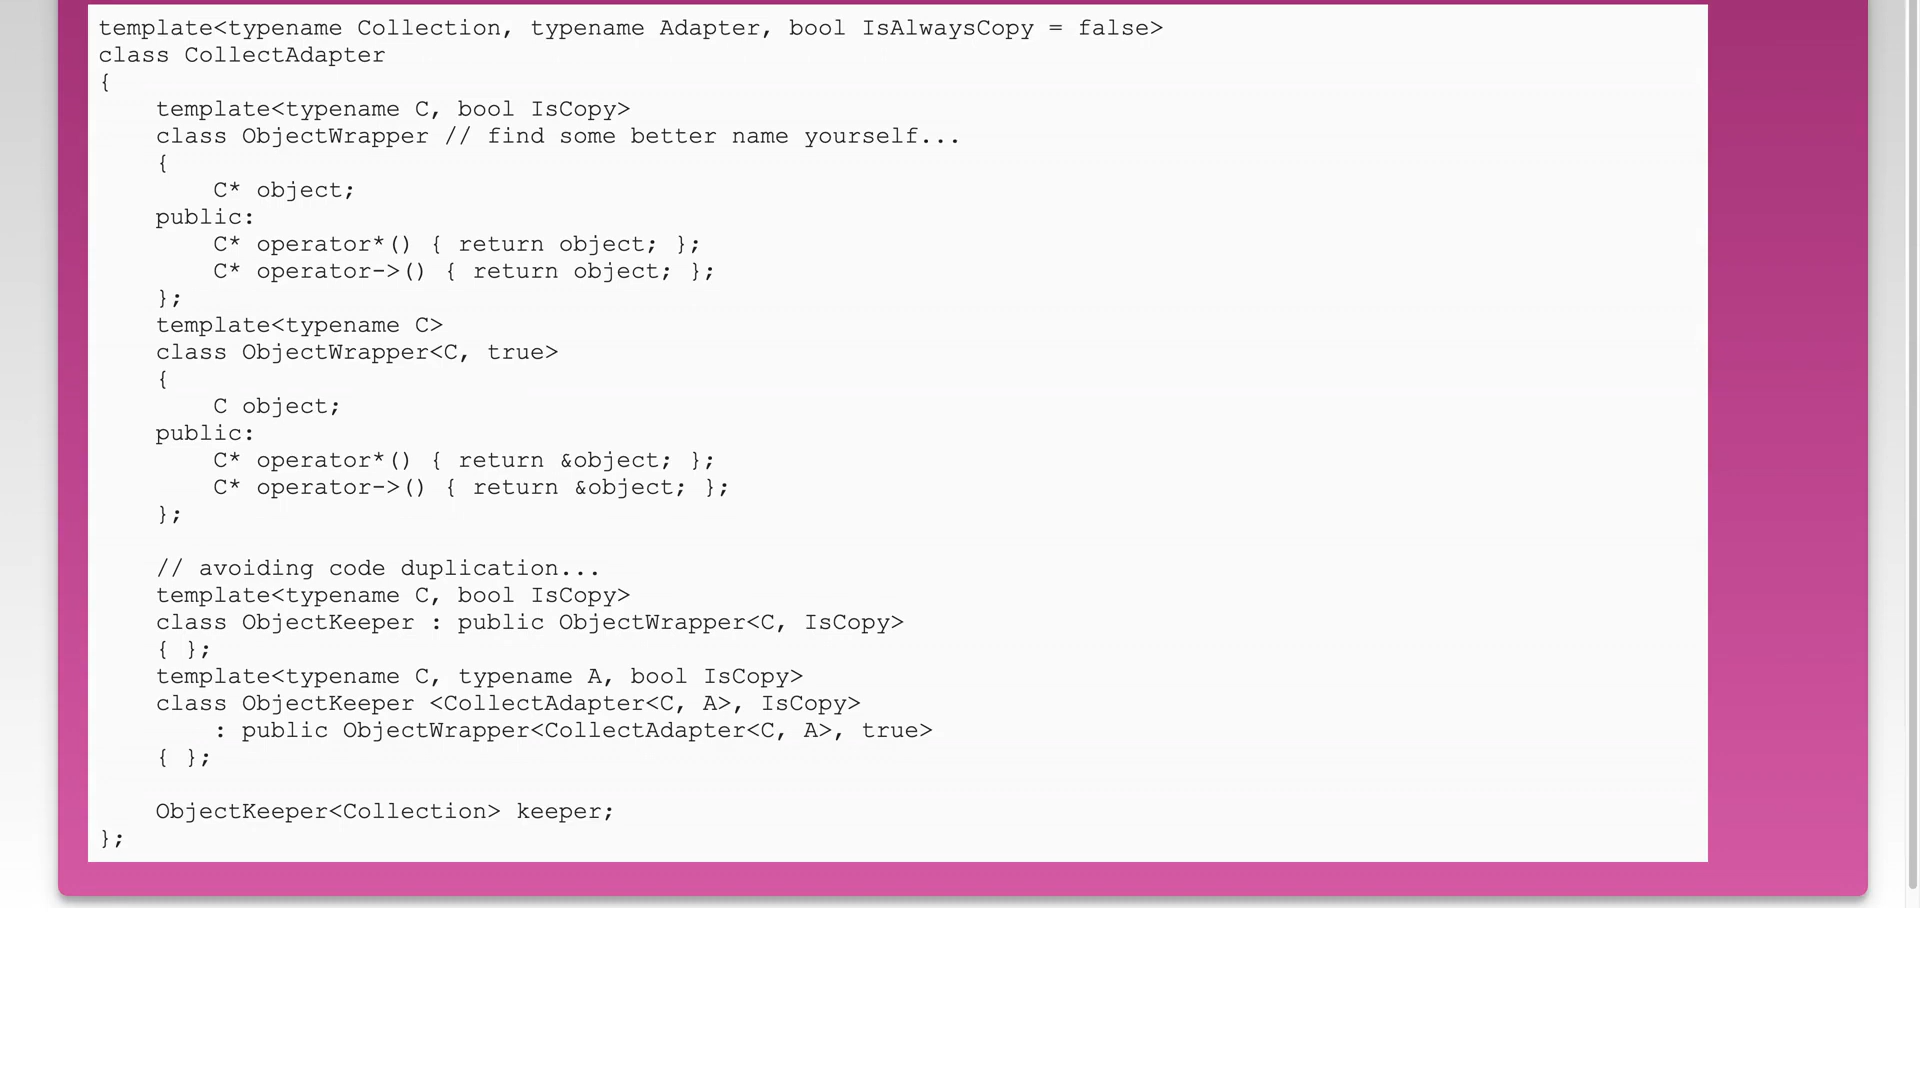 template<typename Collection, typename Adapter, bool IsAlwaysCopy = false>
class CollectAdapter
{
    template<typename C, bool IsCopy>
    class ObjectWrapper // find some better name yourself...
    {
        C* object;
    public:
        C* operator*() { return object; };
        C* operator->() { return object; };
    };
    template<typename C>
    class ObjectWrapper<C, true>
    {
        C object;
    public:
        C* operator*() { return &object; };
        C* operator->() { return &object; };
    };

    // avoiding code duplication...
    template<typename C, bool IsCopy>
    class ObjectKeeper : public ObjectWrapper<C, IsCopy>
    { };
    template<typename C, typename A, bool IsCopy>
    class ObjectKeeper <CollectAdapter<C, A>, IsCopy>
        : public ObjectWrapper<CollectAdapter<C, A>, true>
    { };

    ObjectKeeper<Collection> keeper;
};